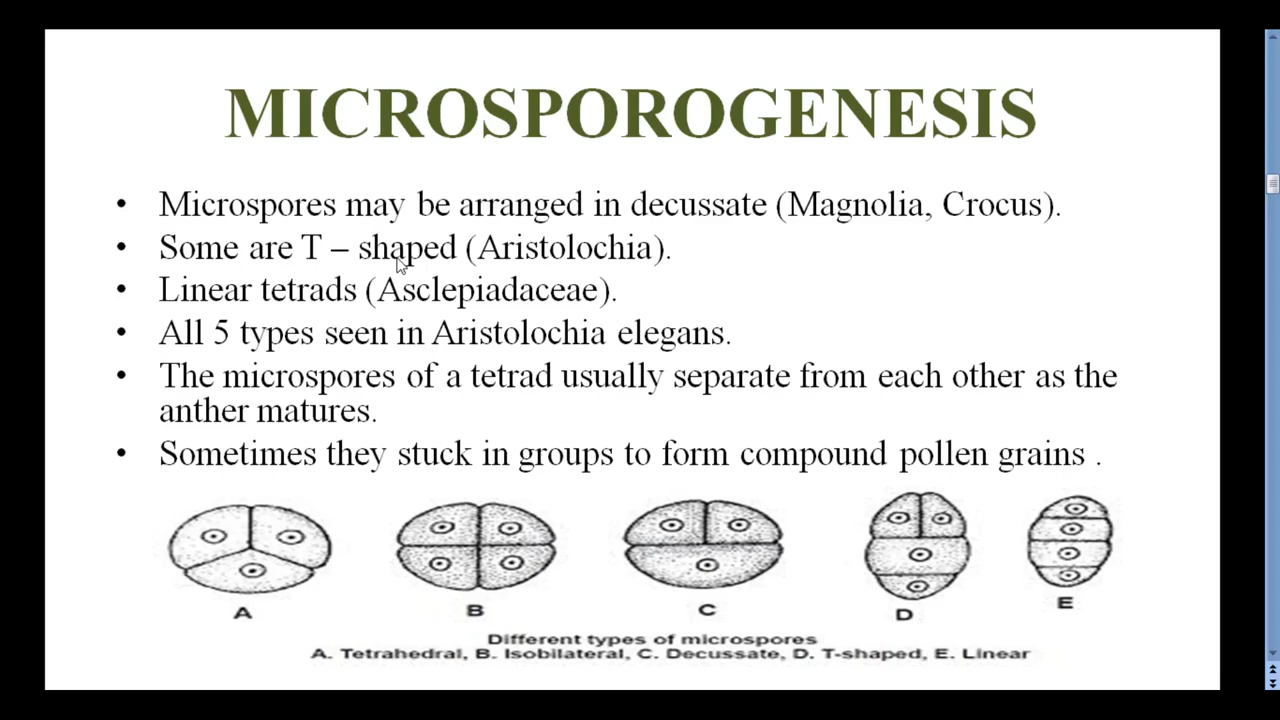 MICROSPOROGENESIS
• Microspores may be arranged in decussate (Magnolia, Crocus).
• Some are T – shaped (Aristolochia).
• Linear tetrads (Asclepiadaceae).
• All 5 types seen in Aristolochia elegans.
• The microspores of a tetrad usually separate from each other as the
anther matures.
• Sometimes they stuck in groups to form compound pollen grains .
A B C D E
Different types of microspores
A. Tetrahedral, B. Isobilateral, C. Decussate, D. T-shaped, E. Linear